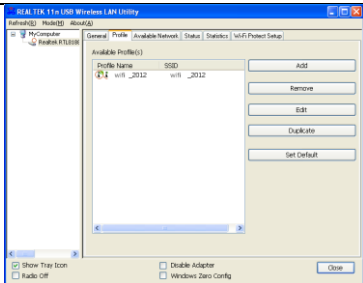 REALTEK 11n USB Wireless LAN Utility
Refresh(R) Mode(M) About(A)
MyComputer
Realtek RTL8188
General Profile Available Network Status Statistics Wi-Fi Protect Setup
Available Profile(s)
Profile Name SSID
wifi _2012 wifi _2012
Add
Remove
Edit
Duplicate
Set Default
Show Tray Icon
Radio Off
Disable Adapter
Windows Zero Config
Close